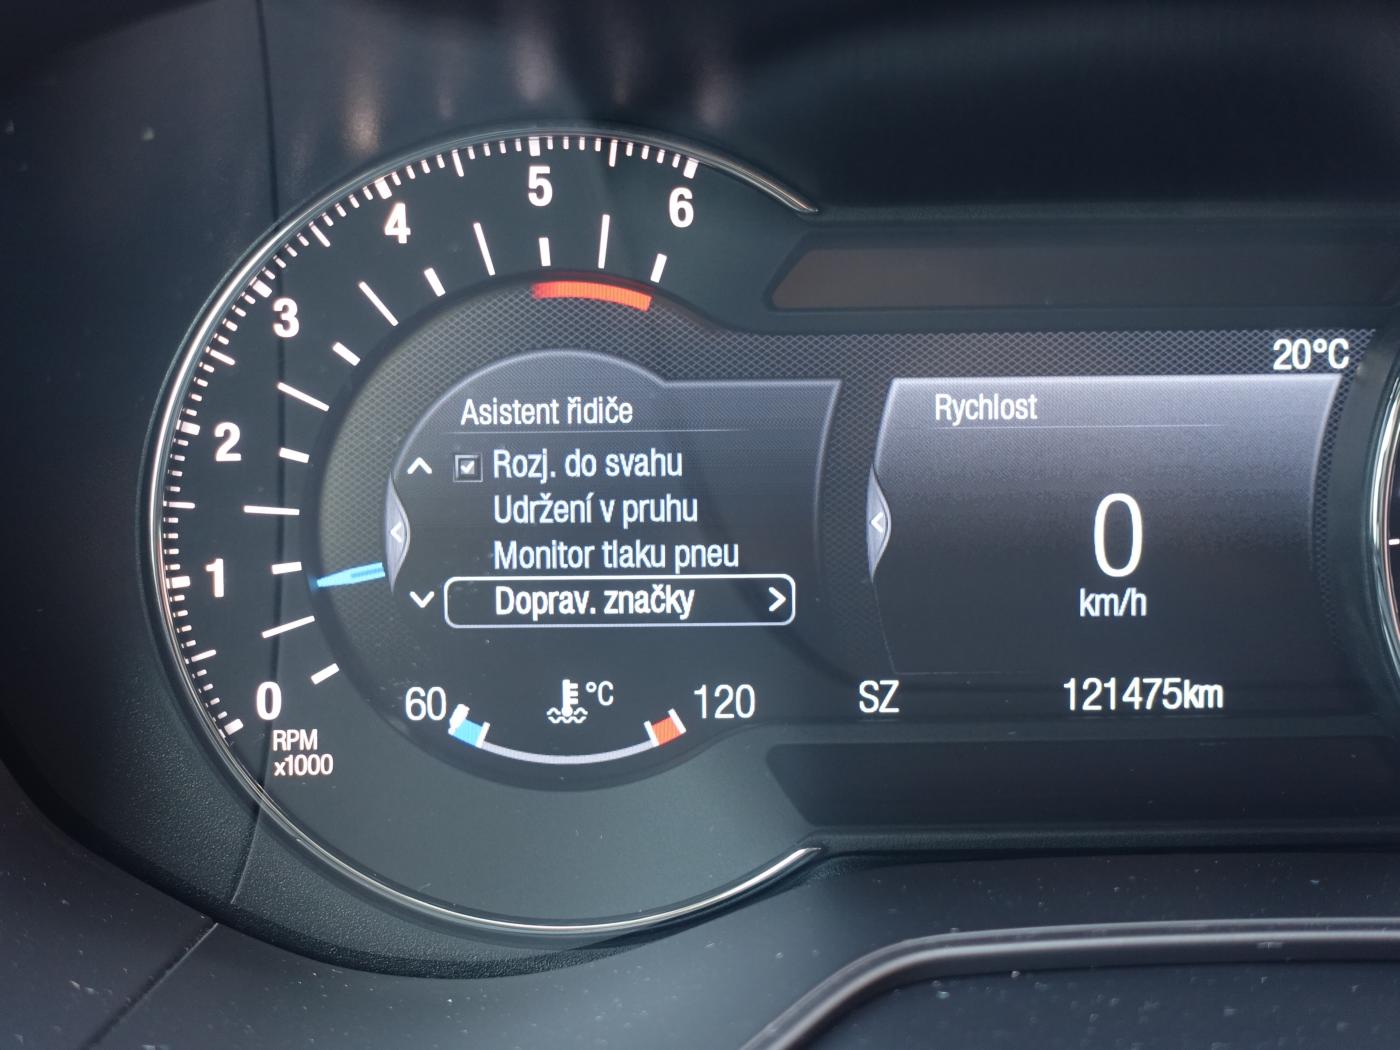 6
5
4
3
2
1
0
RPM
x1000
20°C
Asistent řidiče
Rozj. do svahu
Udržení v pruhu
Monitor tlaku pneu
Doprav. značky
60
°C
120
Rychlost
0
km/h
SZ
121475km